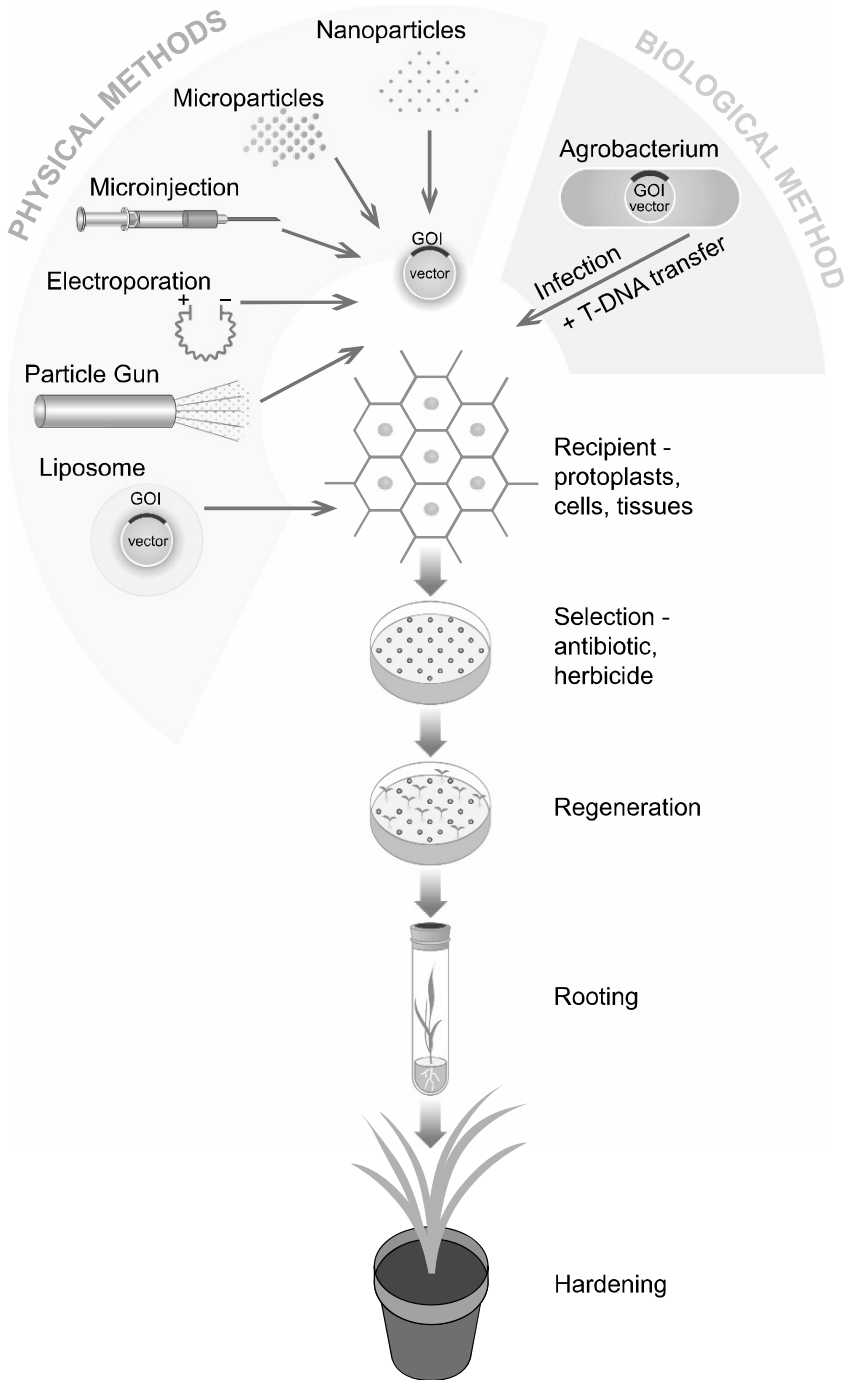 PHYSICAL METHODS
Nanoparticles
Microparticles
Microinjection
Electroporation
+ −
Particle Gun
Liposome
GOI
vector
GOI
vector
BIOLOGICAL METHOD
Agrobacterium
GOI
vector
Infection
+ T-DNA transfer
Recipient -
protoplasts,
cells, tissues
Selection -
antibiotic,
herbicide
Regeneration
Rooting
Hardening